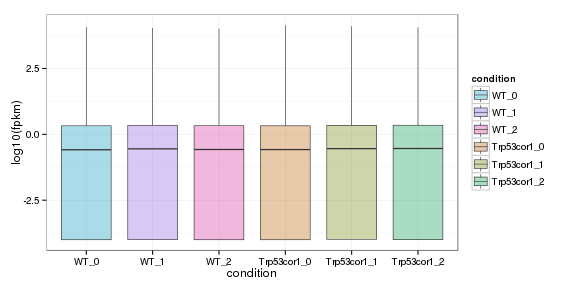 log10(fpkm)
2.5
0.0
-2.5
WT_0 WT_1 WT_2 Trp53cor1_0 Trp53cor1_1 Trp53cor1_2
condition
condition
WT_0
WT_1
WT_2
Trp53cor1_0
Trp53cor1_1
Trp53cor1_2